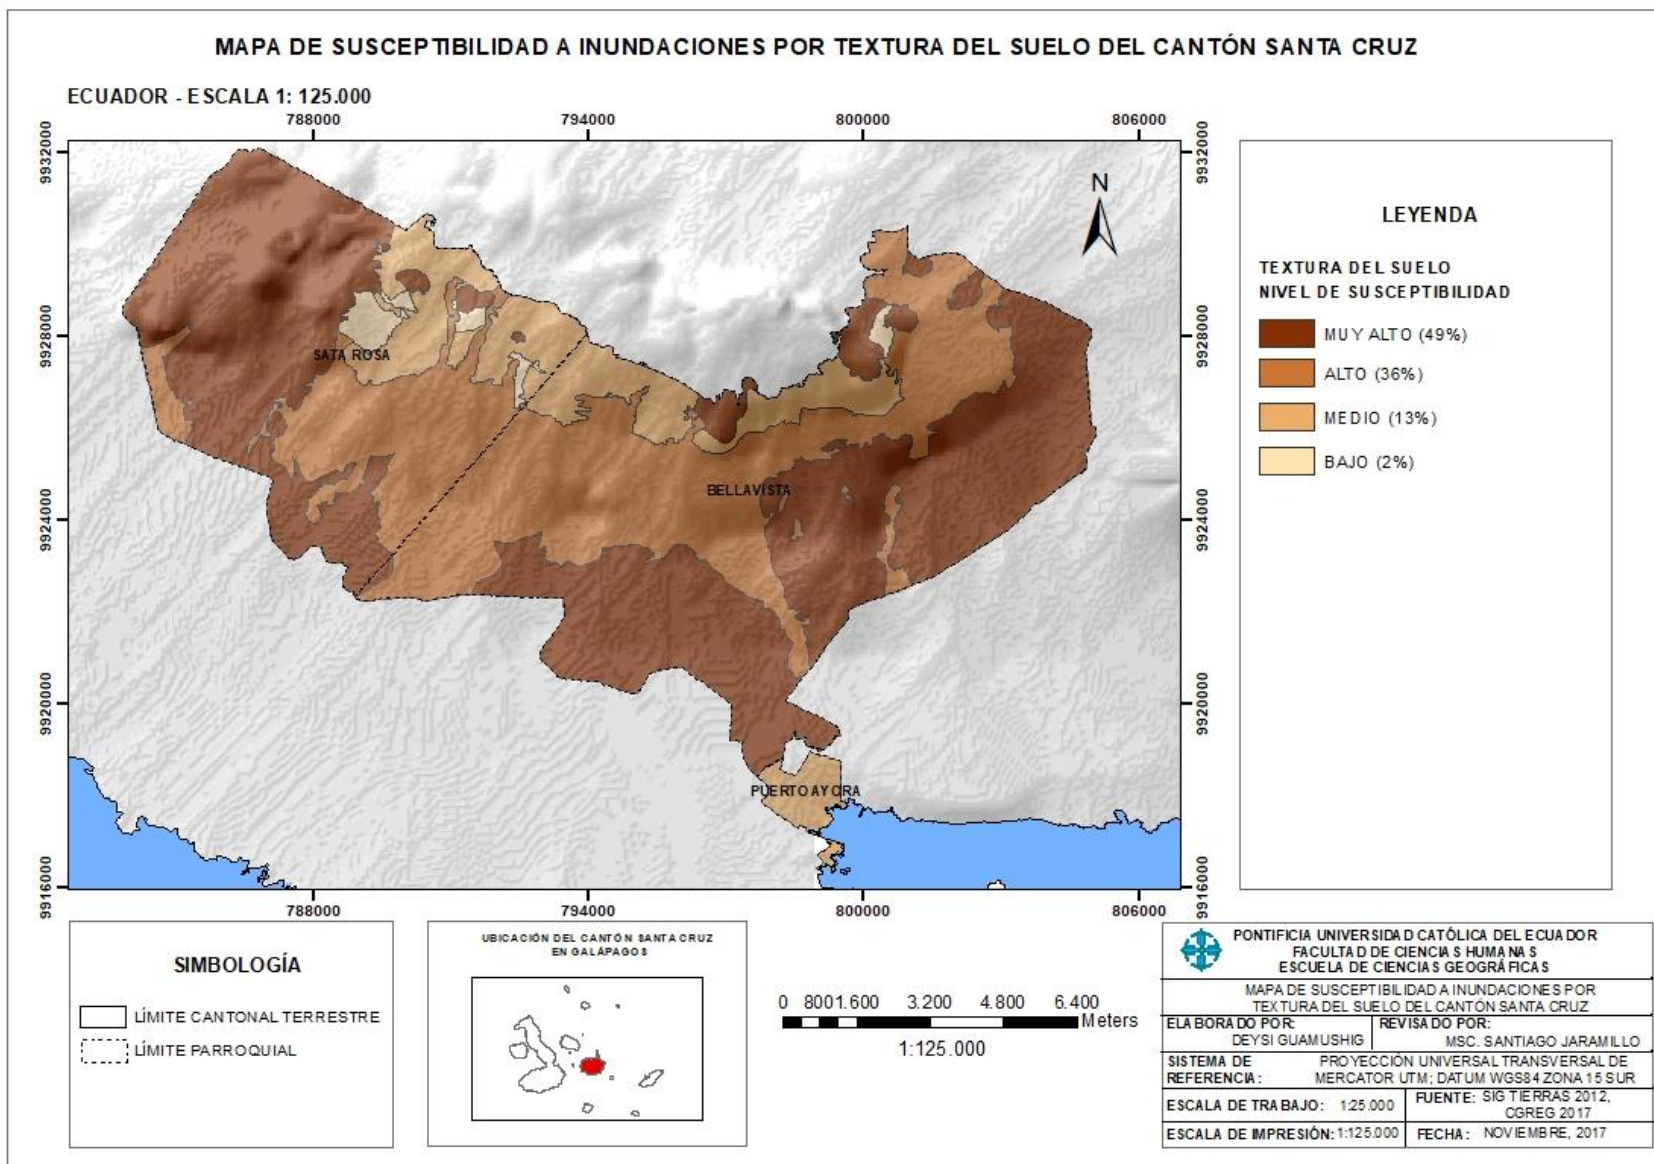 MAPA DE SUSCEPTIBILIDAD A INUNDACIONES POR TEXTURA DEL SUELO DEL CANTÓN SANTA CRUZ
ECUADOR - ESCALA 1: 125.000
788000 794000 800000 806000
9932000 9932000
9928000 9928000
9924000 9924000
9920000 9920000
9916000 9916000
788000 794000 800000 806000
N
SATA ROSA
BELLAVISTA
PUERTO AYORA
LEYENDA
TEXTURA DEL SUELO
NIVEL DE SUSCEPTIBILIDAD
MUY ALTO (49%)
ALTO (36%)
MEDIO (13%)
BAJO (2%)
SIMBOLOGÍA
LÍMITE CANTONAL TERRESTRE
LÍMITE PARROQUIAL
UBICACIÓN DEL CANTÓN SANTA CRUZ
EN GALÁPAGOS
0 800 1.600 3.200 4.800 6.400
Meters
1:125.000
PONTIFICIA UNIVERSIDAD CATÓLICA DEL ECUADOR
FACULTAD DE CIENCIAS HUMANAS
ESCUELA DE CIENCIAS GEOGRÁFICAS
MAPA DE SUSCEPTIBILIDAD A INUNDACIONES POR
TEXTURA DEL SUELO DEL CANTÓN SANTA CRUZ
ELABORADO POR: REVISADO POR:
DEYSI GUAMUSHIG MSC. SANTIAGO JARAMILLO
SISTEMA DE PROYECCIÓN UNIVERSAL TRANSVERSAL DE
REFERENCIA: MERCATOR UTM; DATUM WGS84 ZONA 15 SUR
ESCALA DE TRABAJO: 1:25.000 FUENTE: SIG TIERRAS 2012,
CGREG 2017
ESCALA DE IMPRESIÓN: 1:125.000 FECHA: NOVIEMBRE, 2017